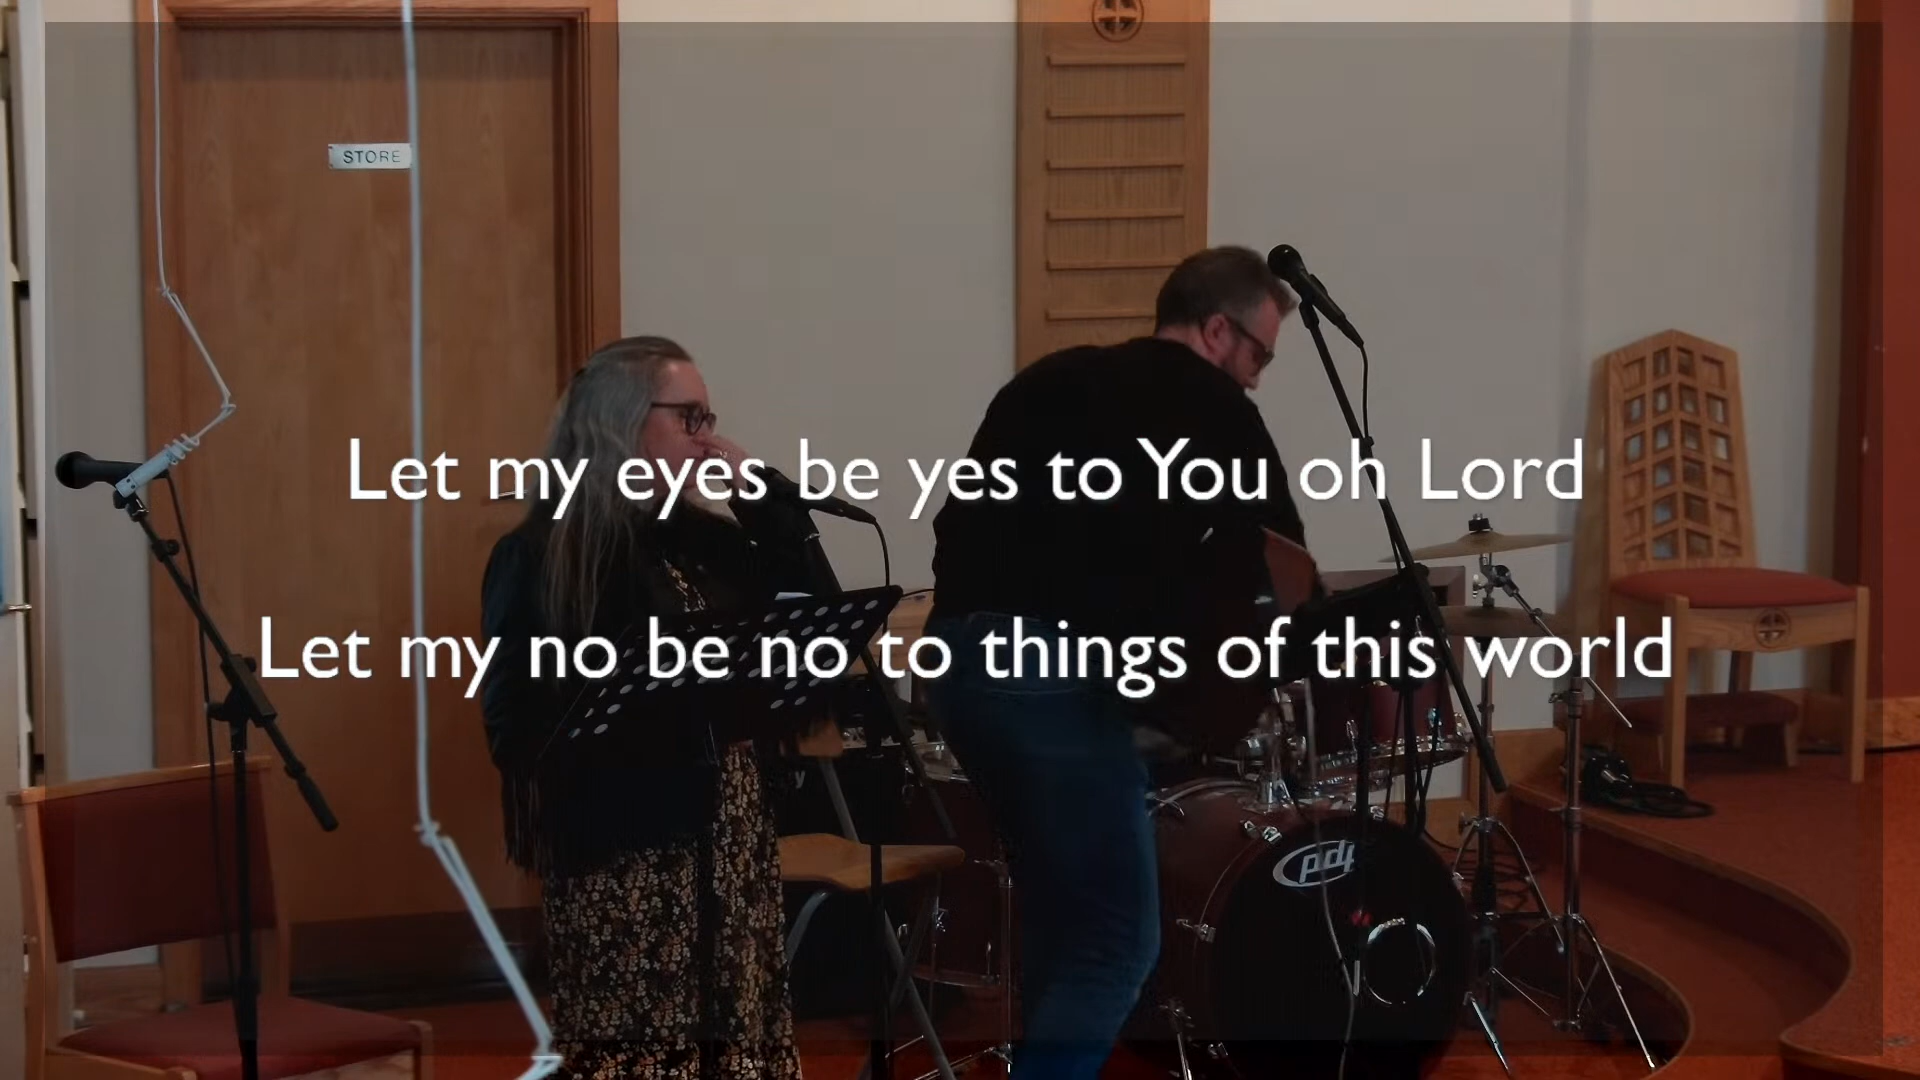 STORE
Let my eyes be yes to You oh Lord
Let my no be no to things of this world
pdp